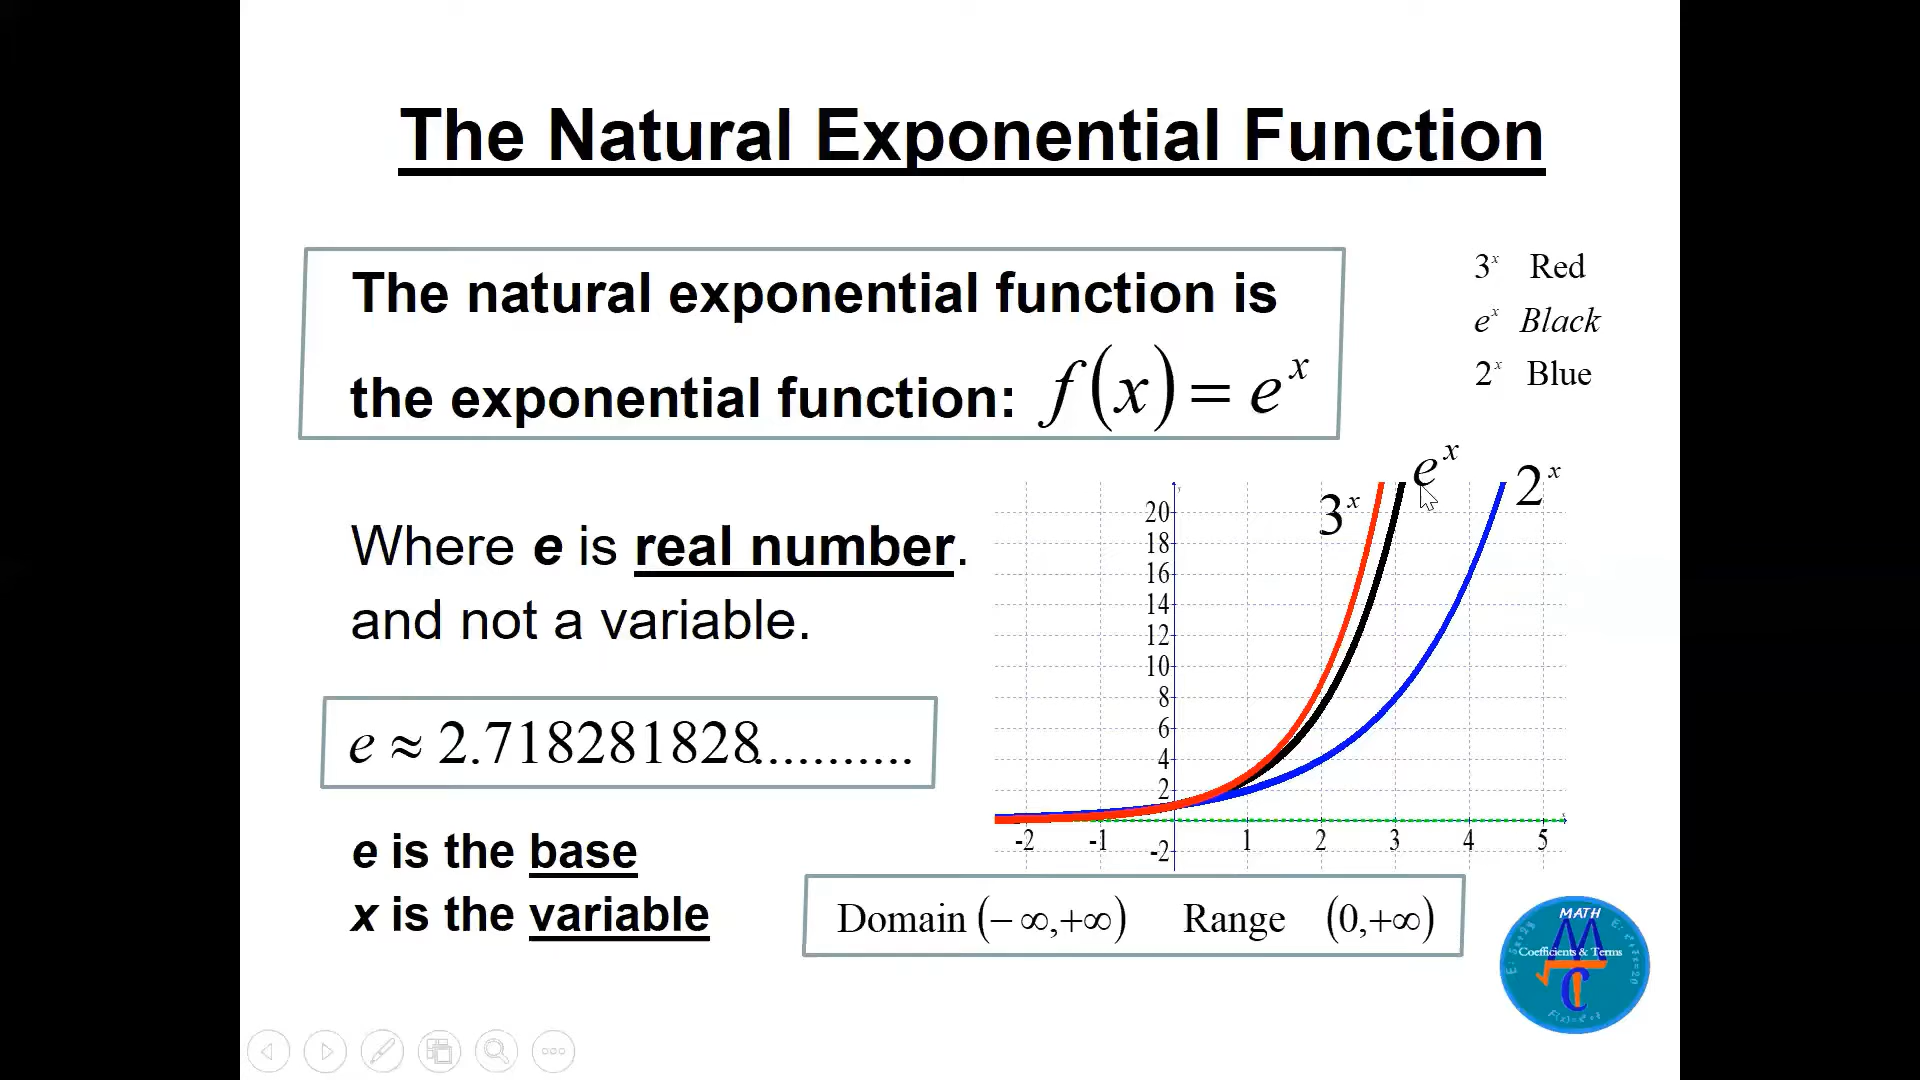 The Natural Exponential Function
The natural exponential function is
the exponential function: f(x) = e^x
3^x Red
e^x Black
2^x Blue
Where e is real number.
and not a variable.
e ≈ 2.718281828...........
e is the base
x is the variable
3^x
e^x
2^x
20
18
16
14
12
10
8
6
4
2
-2 -1 1 2 3 4 5
-2
Domain (−∞,+∞) Range (0,+∞)
MATH
Coefficients & Terms